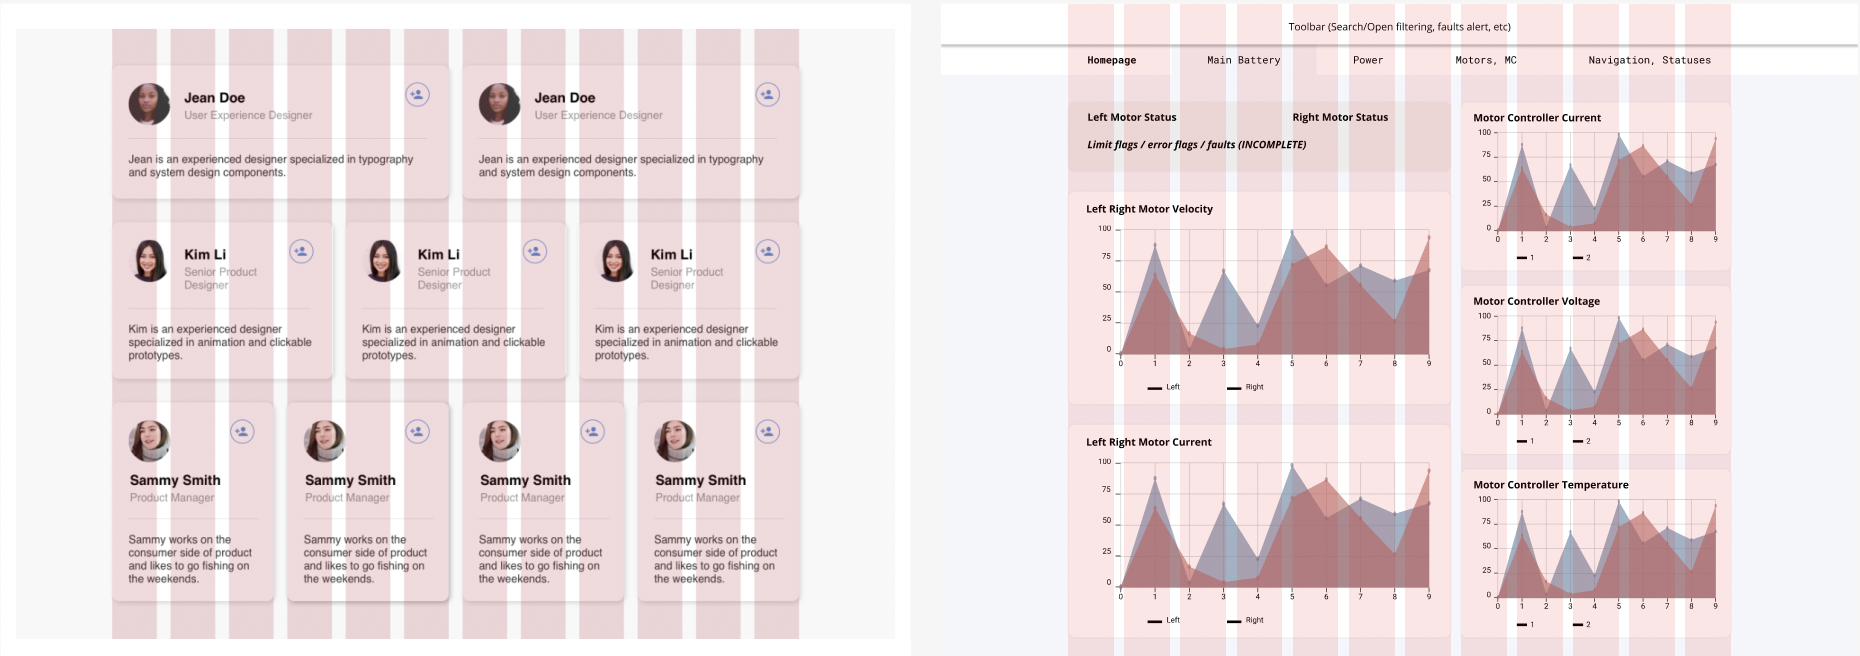 Jean Doe
User Experience Designer
Jean is an experienced designer specialized in typography
and system design components.
Jean Doe
User Experience Designer
Jean is an experienced designer specialized in typography
and system design components.
Kim Li
Senior Product
Designer
Kim is an experienced designer
specialized in animation and clickable
prototypes.
Kim Li
Senior Product
Designer
Kim is an experienced designer
specialized in animation and clickable
prototypes.
Kim Li
Senior Product
Designer
Kim is an experienced designer
specialized in animation and clickable
prototypes.
Sammy Smith
Product Manager
Sammy works on the
consumer side of product
and likes to go fishing on
the weekends.
Sammy Smith
Product Manager
Sammy works on the
consumer side of product
and likes to go fishing on
the weekends.
Sammy Smith
Product Manager
Sammy works on the
consumer side of product
and likes to go fishing on
the weekends.
Sammy Smith
Product Manager
Sammy works on the
consumer side of product
and likes to go fishing on
the weekends.
Toolbar (Search/Open filtering, faults alert, etc)
Homepage Main Battery Power Motors, MC Navigation, Statuses
Left Motor Status Right Motor Status
Limit flags / error flags / faults (INCOMPLETE)
Left Right Motor Velocity
100
75
50
25
0
0 1 2 3 4 5 6 7 8 9
Left Right
Left Right Motor Current
100
75
50
25
0
0 1 2 3 4 5 6 7 8 9
Left Right
Motor Controller Current
100
75
50
25
0
0 1 2 3 4 5 6 7 8 9
1 2
Motor Controller Voltage
100
75
50
25
0
0 1 2 3 4 5 6 7 8 9
1 2
Motor Controller Temperature
100
75
50
25
0
0 1 2 3 4 5 6 7 8 9
1 2